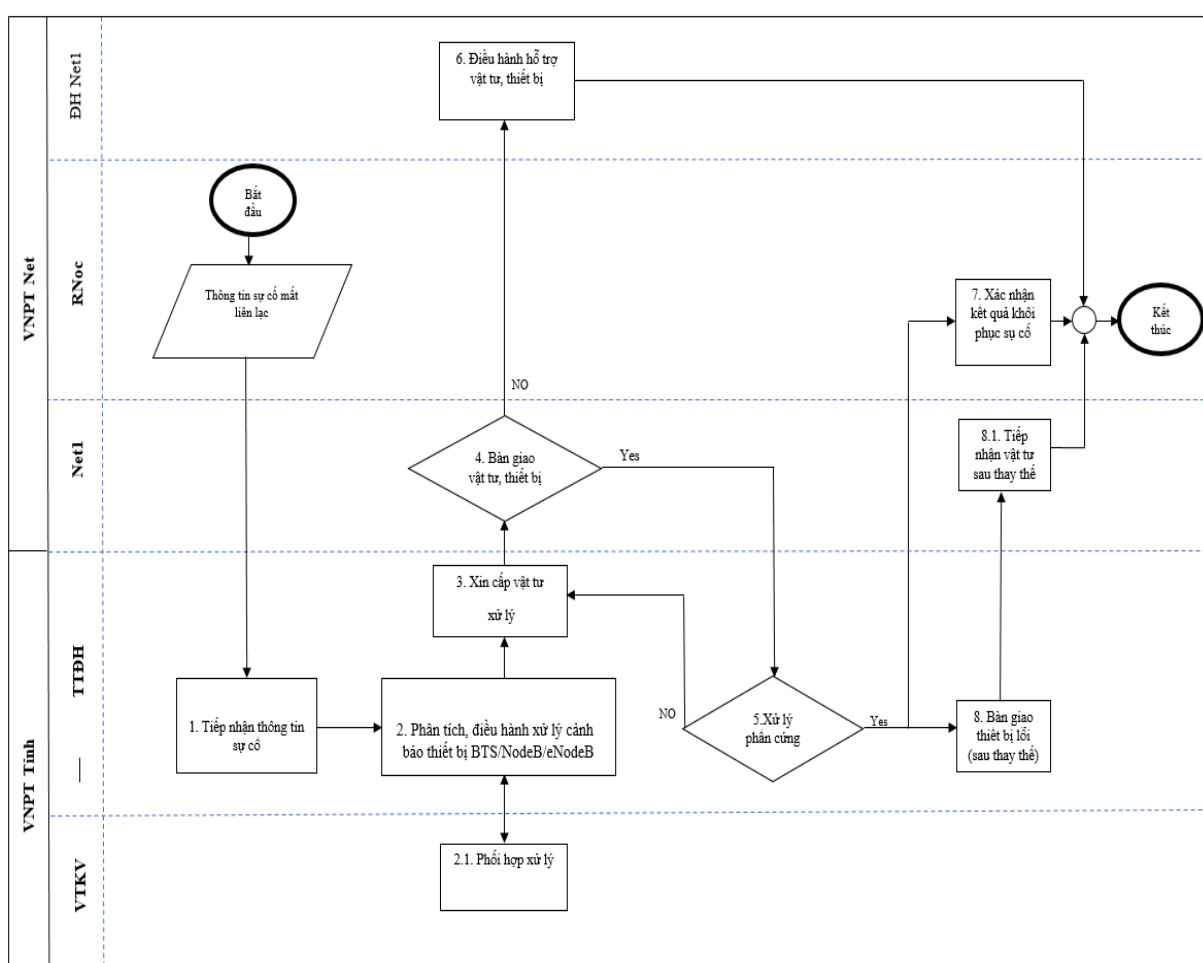 ĐH Net1
6. Điều hành hỗ trợ
vật tư, thiết bị
VNPT Net
RNoc
Bắt
đầu
Thông tin sự cố mất
liên lạc
7. Xác nhận
kết quả khôi
phục sự cố
Kết
thúc
NO
Net1
4. Bàn giao
vật tư, thiết bị
Yes
8.1. Tiếp
nhận vật tư
sau thay thế
VNPT Tỉnh
TTĐH
3. Xin cấp vật tư
xử lý
1. Tiếp nhận thông tin
sự cố
2. Phân tích, điều hành xử lý cảnh
báo thiết bị BTS/NodeB/eNodeB
NO
5.Xử lý
phần cứng
Yes
8. Bàn giao
thiết bị lỗi
(sau thay thế)
VTKV
2.1. Phối hợp xử lý